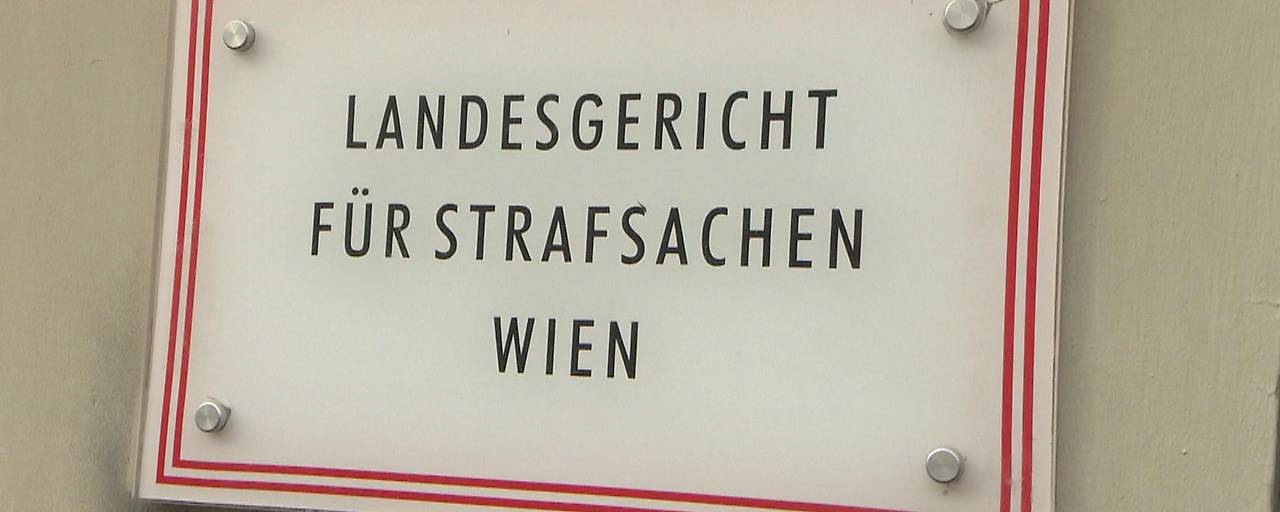 LANDESGERICHT
FÜR STRAFSACHEN
WIEN